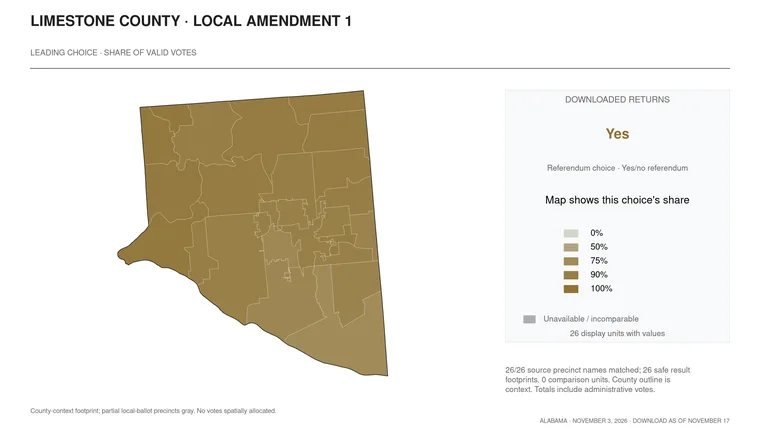 LIMESTONE COUNTY · LOCAL AMENDMENT 1
LEADING CHOICE · SHARE OF VALID VOTES
DOWNLOADED RETURNS
Yes
Referendum choice · Yes/no referendum
Map shows this choice's share
0%
50%
75%
90%
100%
Unavailable / incomparable
26 display units with values
26/26 source precinct names matched; 26 safe result
footprints. 0 comparison units. County outline is
context. Totals include administrative votes.
County-context footprint; partial local-ballot precincts gray. No votes spatially allocated.
ALABAMA · NOVEMBER 3, 2026 · DOWNLOAD AS OF NOVEMBER 17